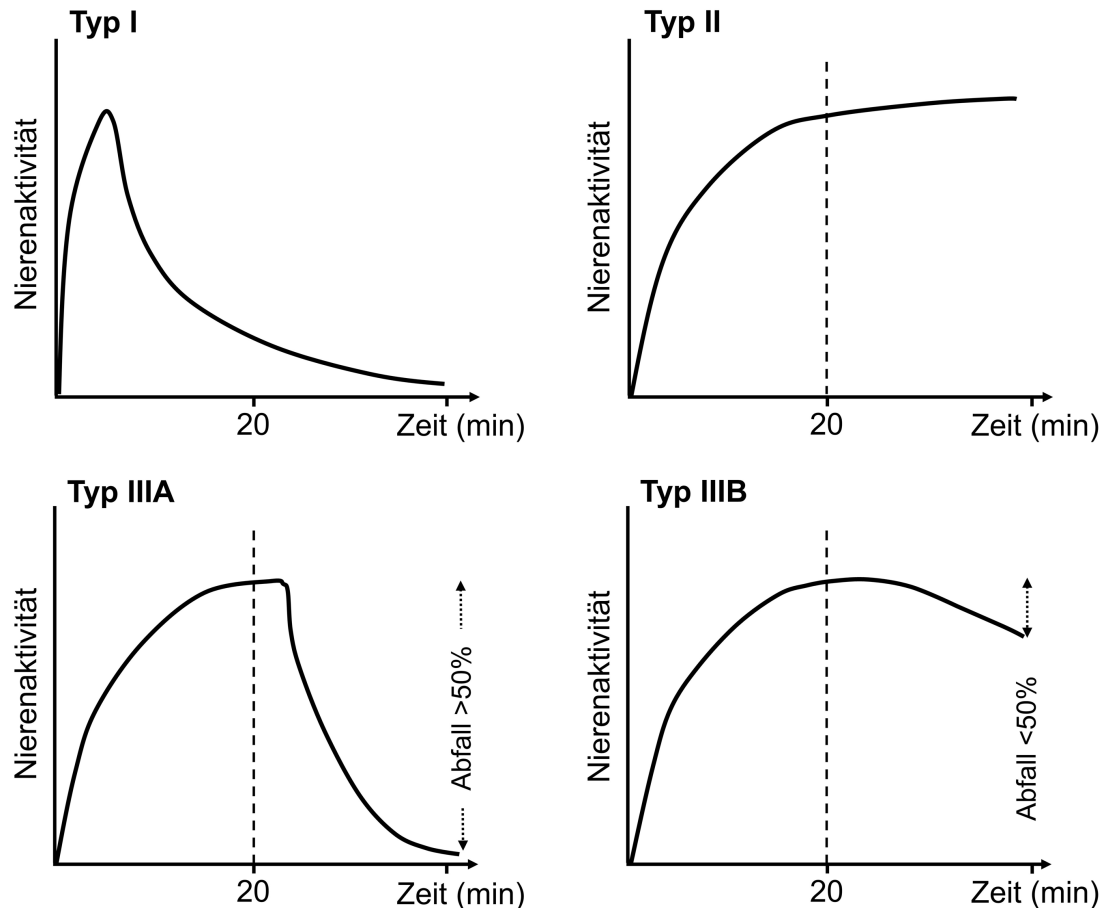 Typ I
Nierenaktivität
20
Zeit (min)
Typ II
Nierenaktivität
20
Zeit (min)
Typ IIIA
Nierenaktivität
Abfall >50%
20
Zeit (min)
Typ IIIB
Nierenaktivität
Abfall <50%
20
Zeit (min)